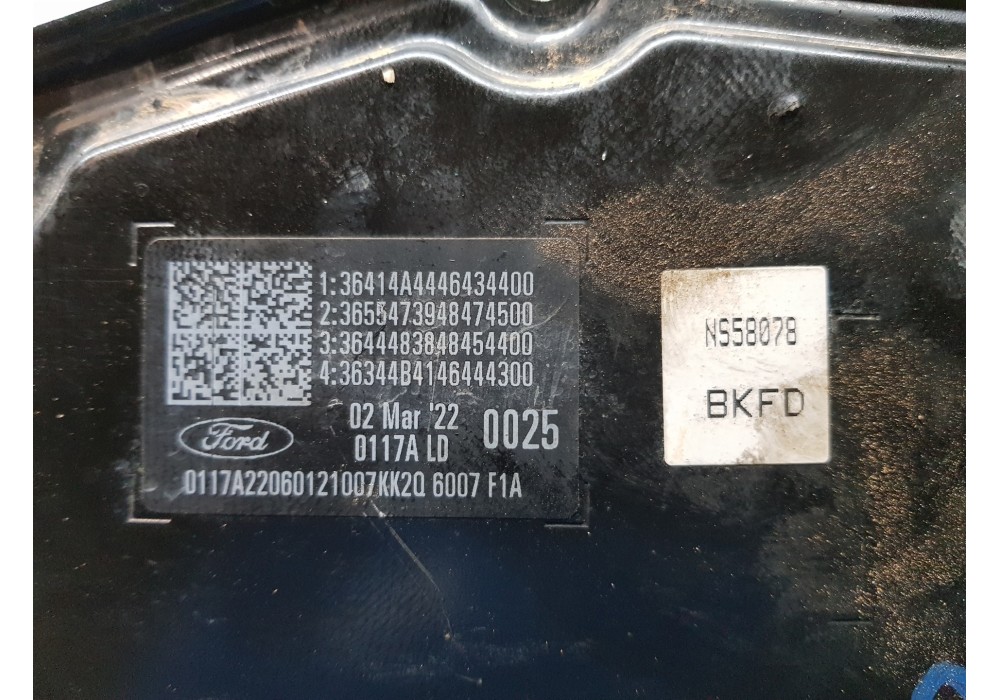 1:36414A4446434400
2:3655473948474500
3:3644483848454400
4:36344B4146444300
02 Mar '22
0117A LD
0025
Ford
0117A22060121007KK2Q 6007 F1A
NS58078
BKFD